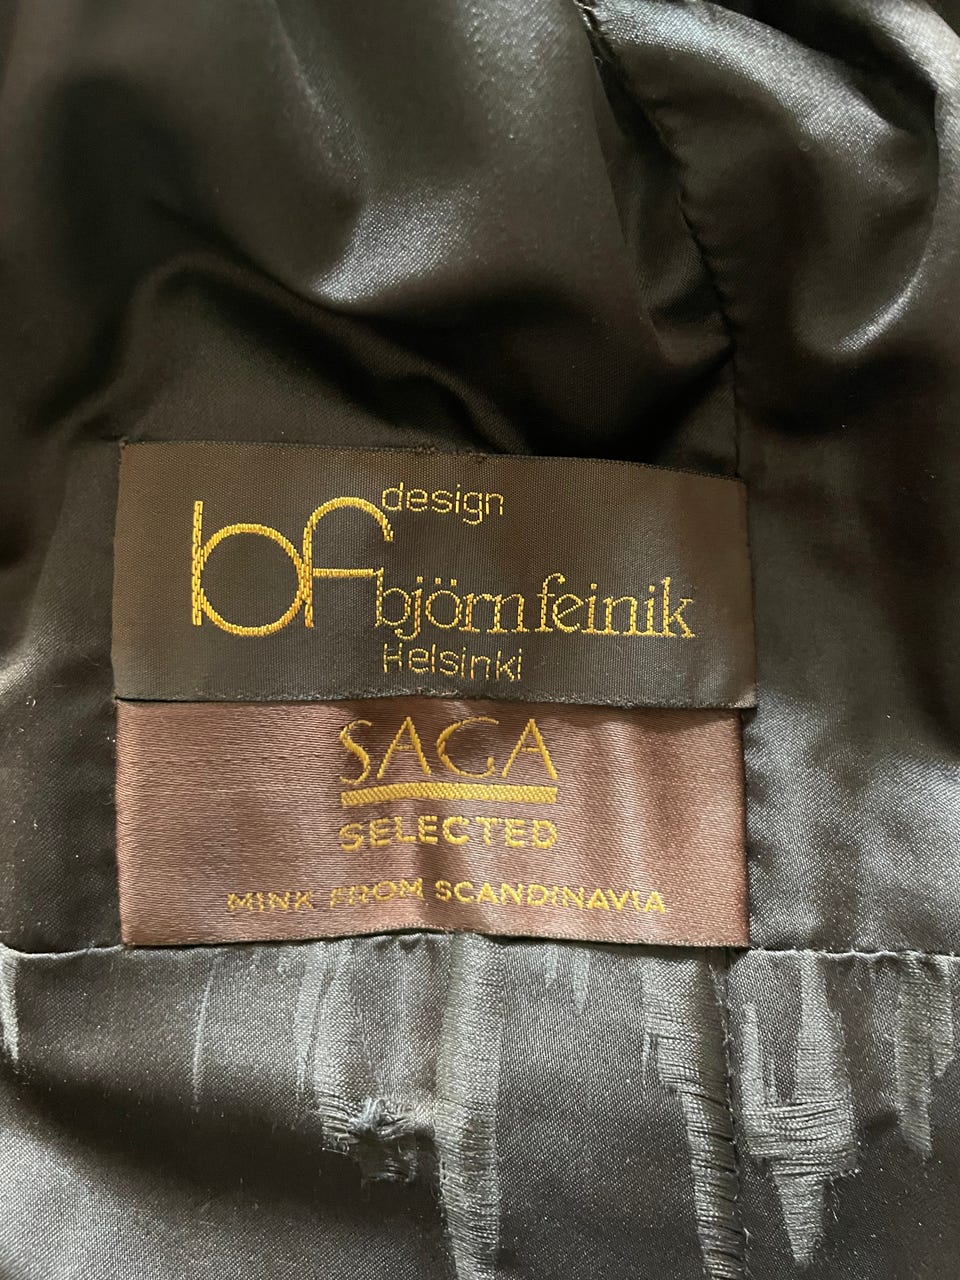 design
bf björn feinik
Helsinki
SAGA
SELECTED
MINK FROM SCANDINAVIA